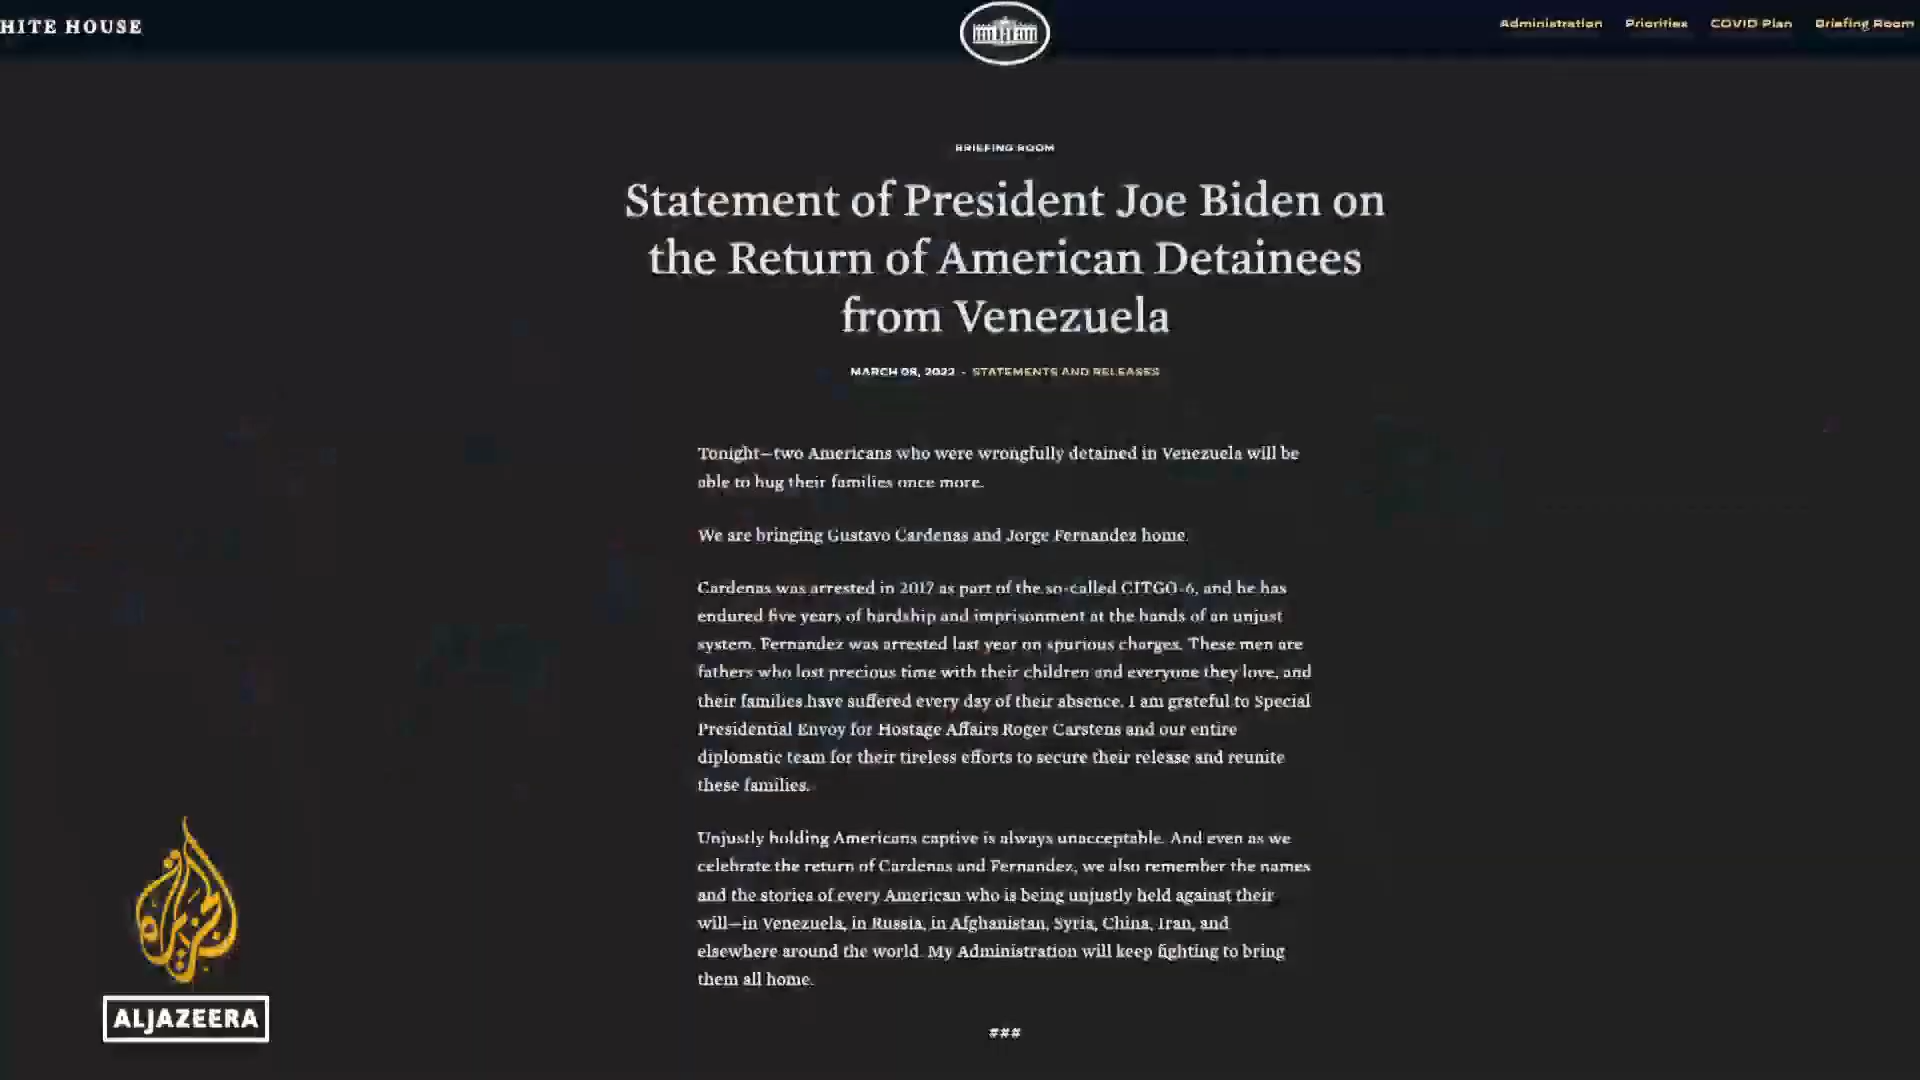 HITE HOUSE
Administration Priorities COVID Plan Briefing Room
BRIEFING ROOM
Statement of President Joe Biden on
the Return of American Detainees
from Venezuela
MARCH 08, 2022 - STATEMENTS AND RELEASES
Tonight—two Americans who were wrongfully detained in Venezuela will be
able to hug their families once more.
We are bringing Gustavo Cardenas and Jorge Fernandez home.
Cardenas was arrested in 2017 as part of the so-called CITGO-6, and he has
endured five years of hardship and imprisonment at the hands of an unjust
system. Fernandez was arrested last year on spurious charges. These men are
fathers who lost precious time with their children and everyone they love, and
their families have suffered every day of their absence. I am grateful to Special
Presidential Envoy for Hostage Affairs Roger Carstens and our entire
diplomatic team for their tireless efforts to secure their release and reunite
these families.
Unjustly holding Americans captive is always unacceptable. And even as we
celebrate the return of Cardenas and Fernandez, we also remember the names
and the stories of every American who is being unjustly held against their
will—in Venezuela, in Russia, in Afghanistan, Syria, China, Iran, and
elsewhere around the world. My Administration will keep fighting to bring
them all home.
###
الجزيرة
ALJAZEERA